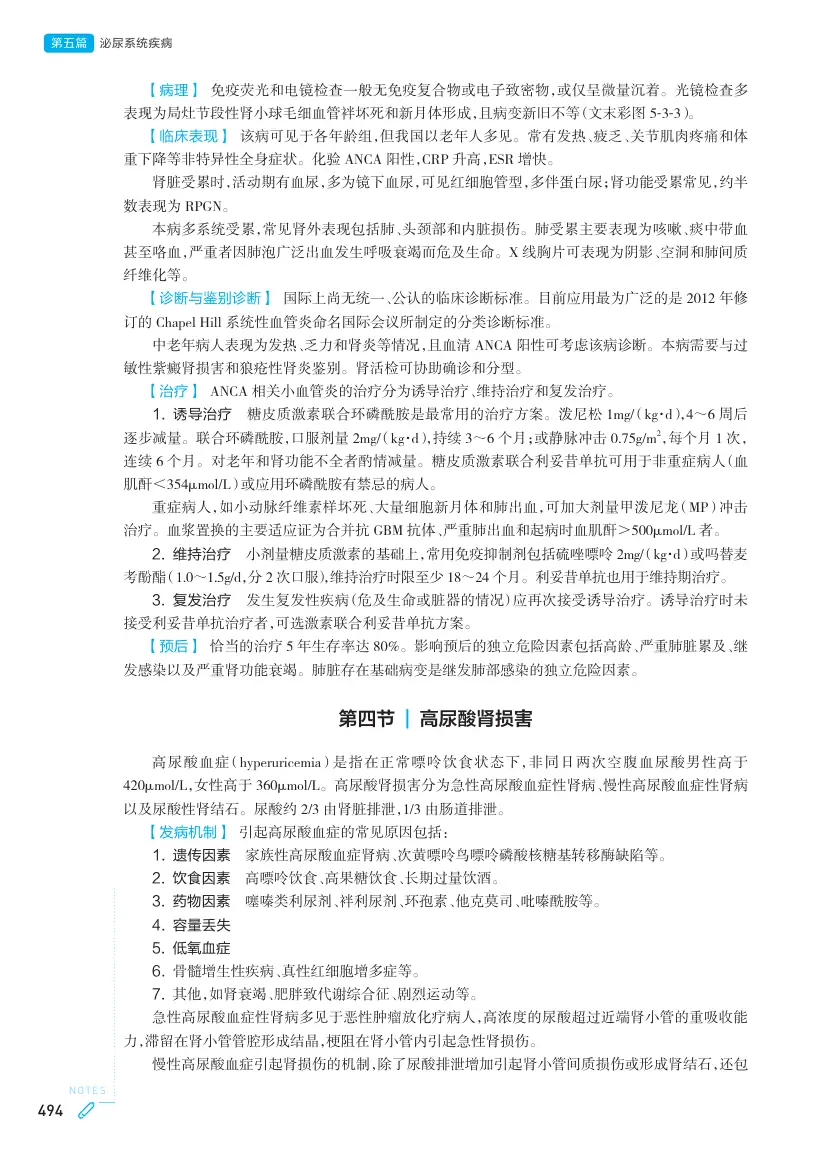 第五篇 泌尿系统疾病
【病理】 免疫荧光和电镜检查一般无免疫复合物或电子致密物,或仅呈微量沉着。光镜检查多
表现为局灶节段性肾小球毛细血管袢坏死和新月体形成,且病变新旧不等(文末彩图 5-3-3)。
【临床表现】 该病可见于各年龄组,但我国以老年人多见。常有发热、疲乏、关节肌肉疼痛和体
重下降等非特异性全身症状。化验 ANCA 阳性,CRP 升高,ESR 增快。
肾脏受累时,活动期有血尿,多为镜下血尿,可见红细胞管型,多伴蛋白尿;肾功能受累常见,约半
数表现为 RPGN。
本病多系统受累,常见肾外表现包括肺、头颈部和内脏损伤。肺受累主要表现为咳嗽、痰中带血
甚至咯血,严重者因肺泡广泛出血发生呼吸衰竭而危及生命。X 线胸片可表现为阴影、空洞和肺间质
纤维化等。
【诊断与鉴别诊断】 国际上尚无统一、公认的临床诊断标准。目前应用最为广泛的是 2012 年修
订的 Chapel Hill 系统性血管炎命名国际会议所制定的分类诊断标准。
中老年病人表现为发热、乏力和肾炎等情况,且血清 ANCA 阳性可考虑该病诊断。本病需要与过
敏性紫癜肾损害和狼疮性肾炎鉴别。肾活检可协助确诊和分型。
【治疗】 ANCA 相关小血管炎的治疗分为诱导治疗、维持治疗和复发治疗。
1. 诱导治疗 糖皮质激素联合环磷酰胺是最常用的治疗方案。泼尼松 1mg/(kg·d),4～6 周后
逐步减量。联合环磷酰胺,口服剂量 2mg/(kg·d),持续 3～6 个月;或静脉冲击 0.75g/m²,每个月 1 次,
连续 6 个月。对老年和肾功能不全者酌情减量。糖皮质激素联合利妥昔单抗可用于非重症病人(血
肌酐＜354μmol/L)或应用环磷酰胺有禁忌的病人。
重症病人,如小动脉纤维素样坏死、大量细胞新月体和肺出血,可加大剂量甲泼尼龙(MP)冲击
治疗。血浆置换的主要适应证为合并抗 GBM 抗体、严重肺出血和起病时血肌酐＞500μmol/L 者。
2. 维持治疗 小剂量糖皮质激素的基础上,常用免疫抑制剂包括硫唑嘌呤 2mg/(kg·d)或吗替麦
考酚酯(1.0～1.5g/d,分 2 次口服),维持治疗时限至少 18～24 个月。利妥昔单抗也用于维持期治疗。
3. 复发治疗 发生复发性疾病(危及生命或脏器的情况)应再次接受诱导治疗。诱导治疗时未
接受利妥昔单抗治疗者,可选激素联合利妥昔单抗方案。
【预后】 恰当的治疗 5 年生存率达 80%。影响预后的独立危险因素包括高龄、严重肺脏累及、继
发感染以及严重肾功能衰竭。肺脏存在基础病变是继发肺部感染的独立危险因素。
第四节 | 高尿酸肾损害
高尿酸血症(hyperuricemia)是指在正常嘌呤饮食状态下,非同日两次空腹血尿酸男性高于
420μmol/L,女性高于 360μmol/L。高尿酸肾损害分为急性高尿酸血症性肾病、慢性高尿酸血症性肾病
以及尿酸性肾结石。尿酸约 2/3 由肾脏排泄,1/3 由肠道排泄。
【发病机制】 引起高尿酸血症的常见原因包括:
1. 遗传因素 家族性高尿酸血症肾病、次黄嘌呤鸟嘌呤磷酸核糖基转移酶缺陷等。
2. 饮食因素 高嘌呤饮食、高果糖饮食、长期过量饮酒。
3. 药物因素 噻嗪类利尿剂、袢利尿剂、环孢素、他克莫司、吡嗪酰胺等。
4. 容量丢失
5. 低氧血症
6. 骨髓增生性疾病、真性红细胞增多症等。
7. 其他,如肾衰竭、肥胖致代谢综合征、剧烈运动等。
急性高尿酸血症性肾病多见于恶性肿瘤放化疗病人,高浓度的尿酸超过近端肾小管的重吸收能
力,滞留在肾小管管腔形成结晶,梗阻在肾小管内引起急性肾损伤。
慢性高尿酸血症引起肾损伤的机制,除了尿酸排泄增加引起肾小管间质损伤或形成肾结石,还包
NOTES
494